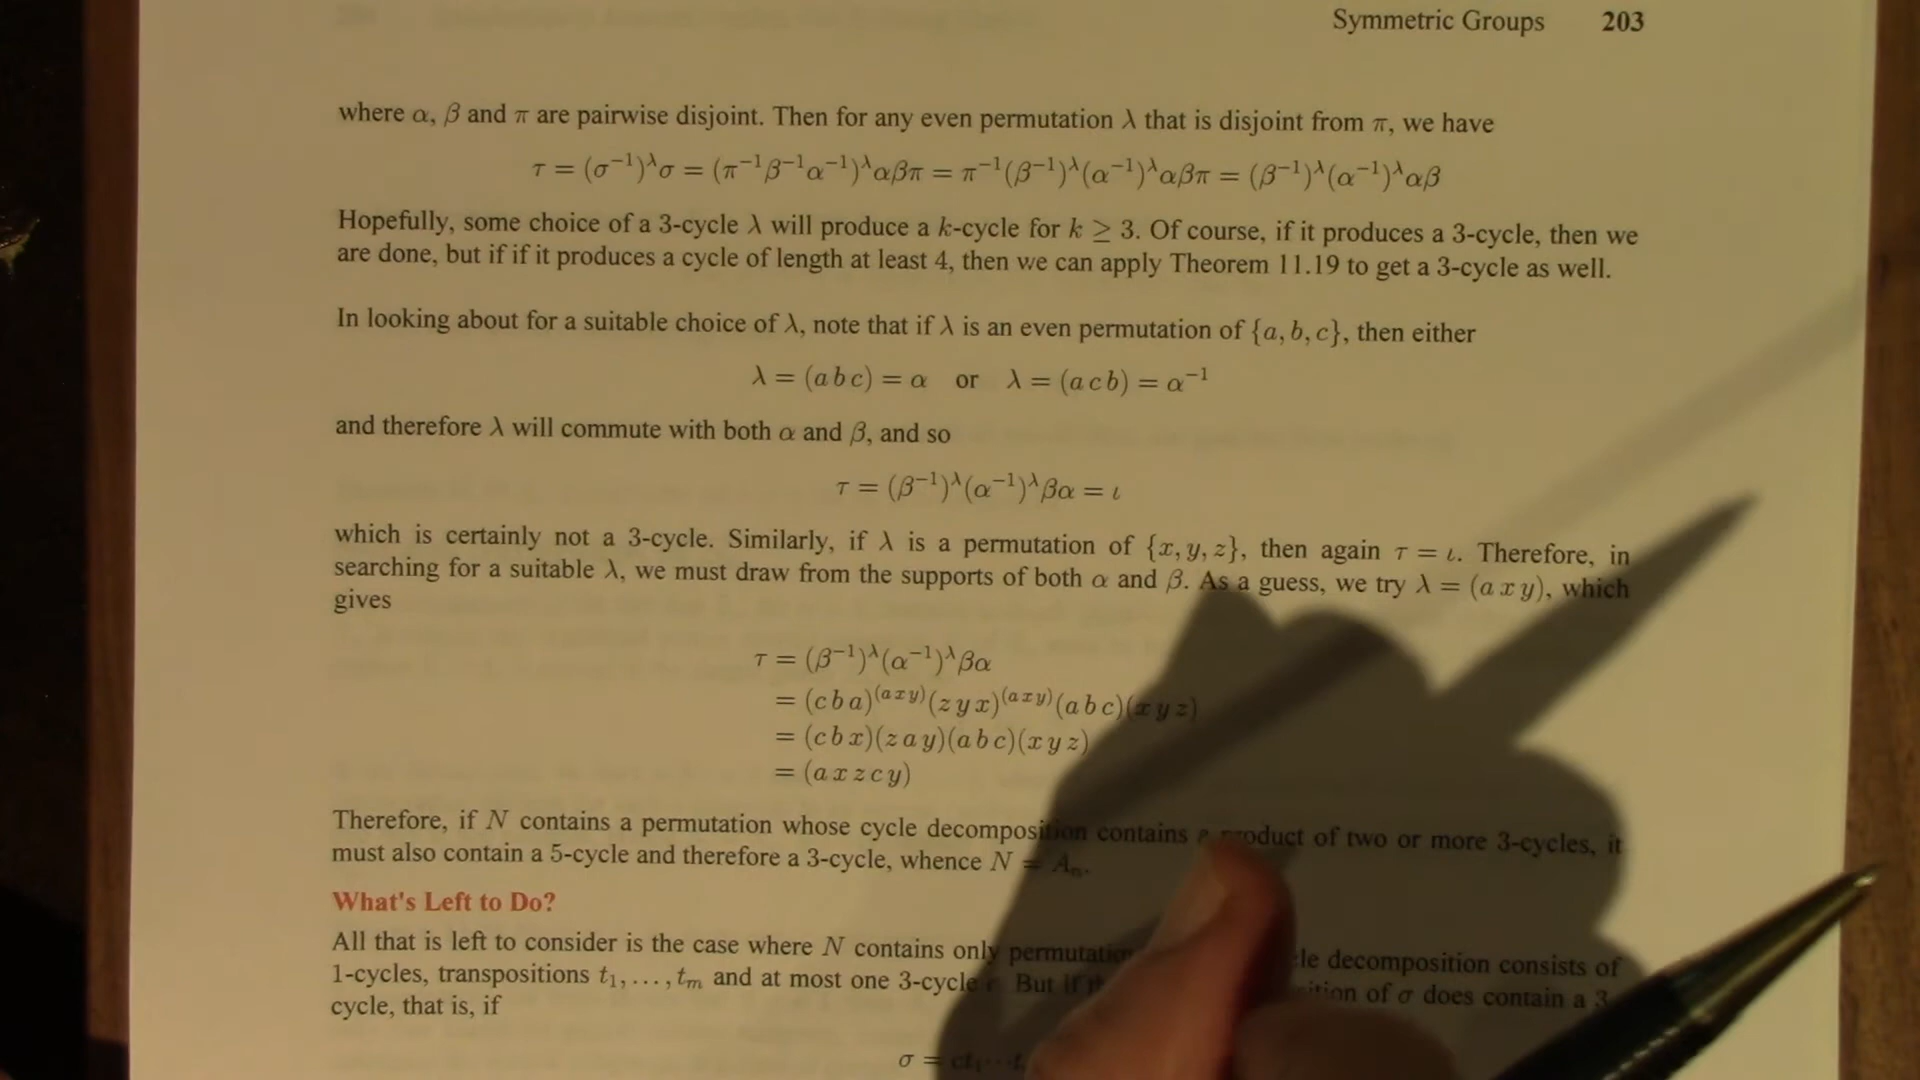 Symmetric Groups 203
where α, β and π are pairwise disjoint. Then for any even permutation λ that is disjoint from π, we have
τ = (σ⁻¹)^λσ = (π⁻¹β⁻¹α⁻¹)^λαβπ = π⁻¹(β⁻¹)^λ(α⁻¹)^λαβπ = (β⁻¹)^λ(α⁻¹)^λαβ
Hopefully, some choice of a 3-cycle λ will produce a k-cycle for k ≥ 3. Of course, if it produces a 3-cycle, then we
are done, but if if it produces a cycle of length at least 4, then we can apply Theorem 11.19 to get a 3-cycle as well.
In looking about for a suitable choice of λ, note that if λ is an even permutation of {a, b, c}, then either
λ = (a b c) = α or λ = (a c b) = α⁻¹
and therefore λ will commute with both α and β, and so
τ = (β⁻¹)^λ(α⁻¹)^λβα = ι
which is certainly not a 3-cycle. Similarly, if λ is a permutation of {x, y, z}, then again τ = ι. Therefore, in
searching for a suitable λ, we must draw from the supports of both α and β. As a guess, we try λ = (a x y), which
gives
τ = (β⁻¹)^λ(α⁻¹)^λβα
= (c b a)^(a x y)(z y x)^(a x y)(a b c)(x y z)
= (c b x)(z a y)(a b c)(x y z)
= (a x z c y)
Therefore, if N contains a permutation whose cycle decomposition contains a product of two or more 3-cycles, it
must also contain a 5-cycle and therefore a 3-cycle, whence N = Aₙ.
What's Left to Do?
All that is left to consider is the case where N contains only decomposition consists of
1-cycles, transpositions t₁, . . . , tₘ and at most one 3-cycle But if of σ does contain a 3
cycle, that is, if
σ =